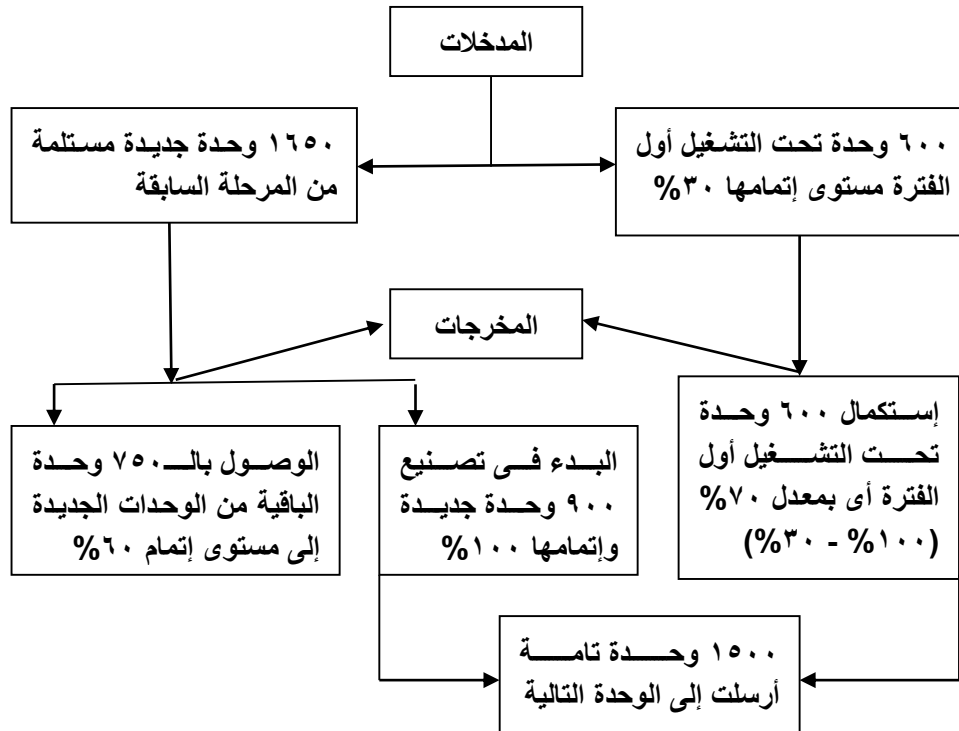 المدخلات
٦٠٠ وحدة تحت التشغيل أول
الفترة مستوى إتمامها ٣٠%
١٦٥٠ وحدة جديدة مستلمة
من المرحلة السابقة
المخرجات
إستكمال ٦٠٠ وحدة
تحت التشغيل أول
الفترة أى بمعدل ٧٠%
(١٠٠% - ٣٠%)
البدء فى تصنيع
٩٠٠ وحدة جديدة
وإتمامها ١٠٠%
الوصول بالـ٧٥٠ وحدة
الباقية من الوحدات الجديدة
إلى مستوى إتمام ٦٠%
١٥٠٠ وحدة تامة
أرسلت إلى الوحدة التالية